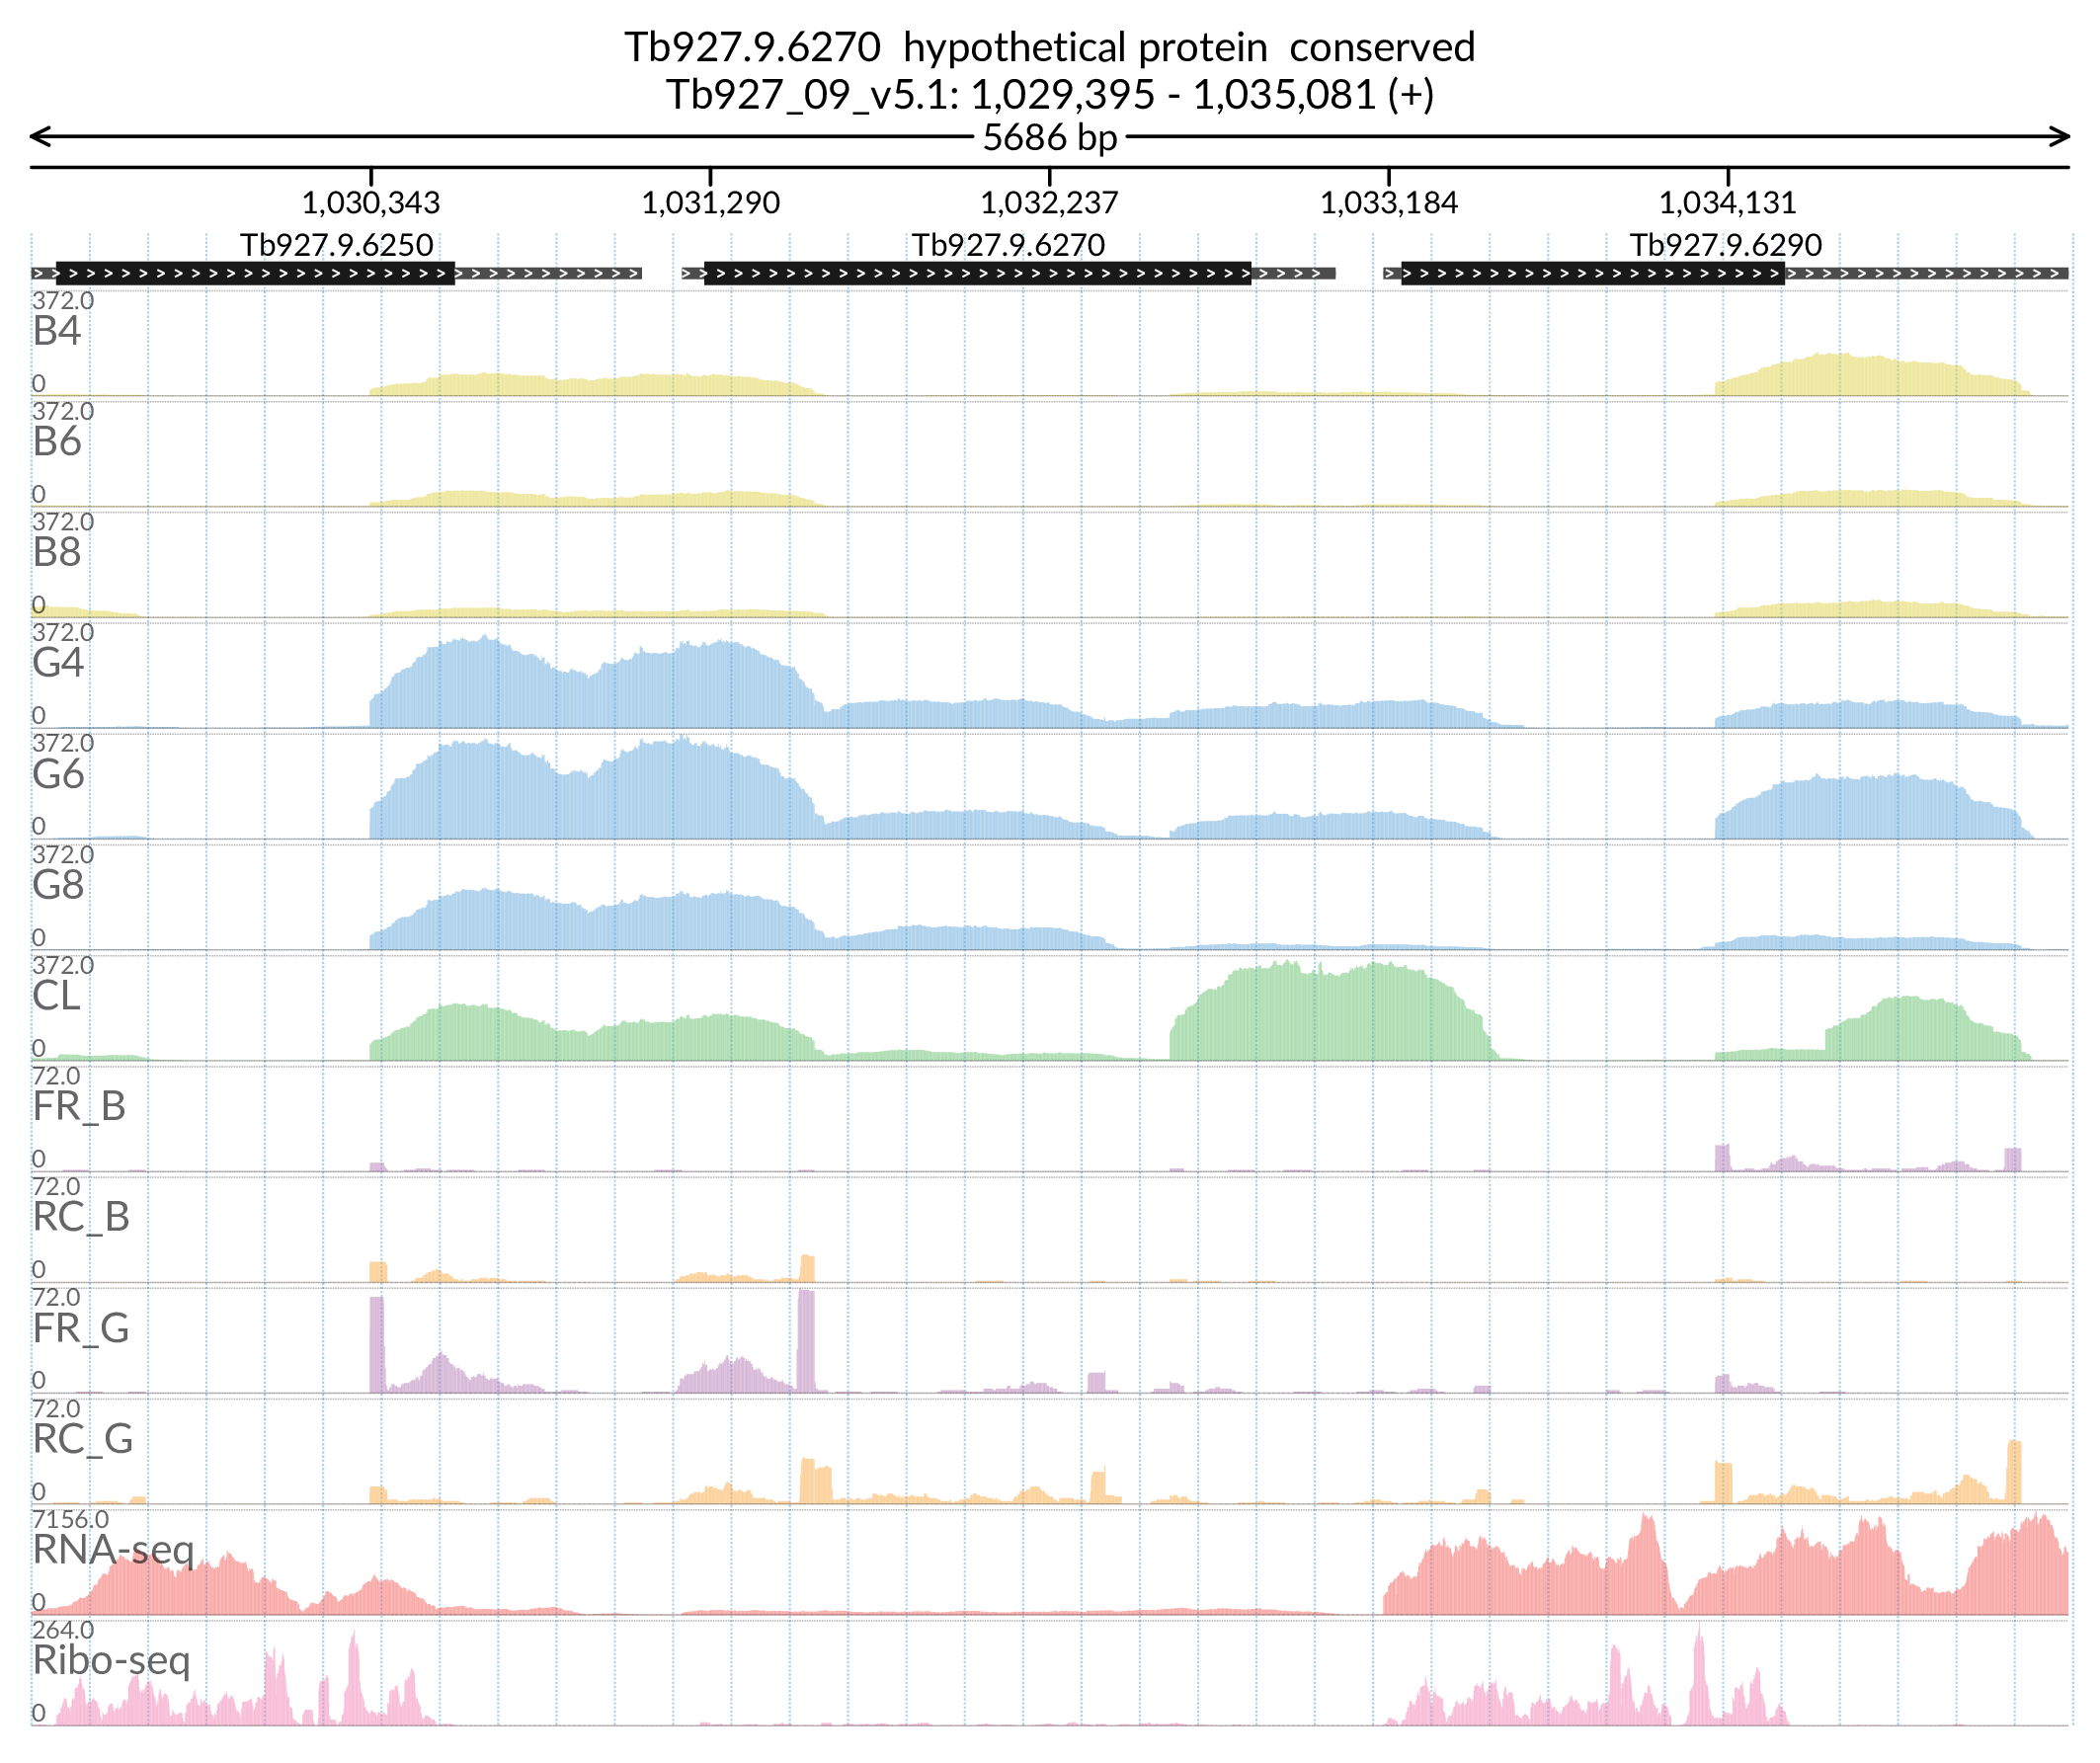 Tb927.9.6270  hypothetical protein  conserved
Tb927_09_v5.1: 1,029,395 - 1,035,081 (+)
5686 bp
1,030,343 1,031,290 1,032,237 1,033,184 1,034,131
Tb927.9.6250 Tb927.9.6270 Tb927.9.6290
372.0
B4
0
372.0
B6
0
372.0
B8
0
372.0
G4
0
372.0
G6
0
372.0
G8
0
372.0
CL
0
72.0
FR_B
0
72.0
RC_B
0
72.0
FR_G
0
72.0
RC_G
0
7156.0
RNA-seq
0
264.0
Ribo-seq
0